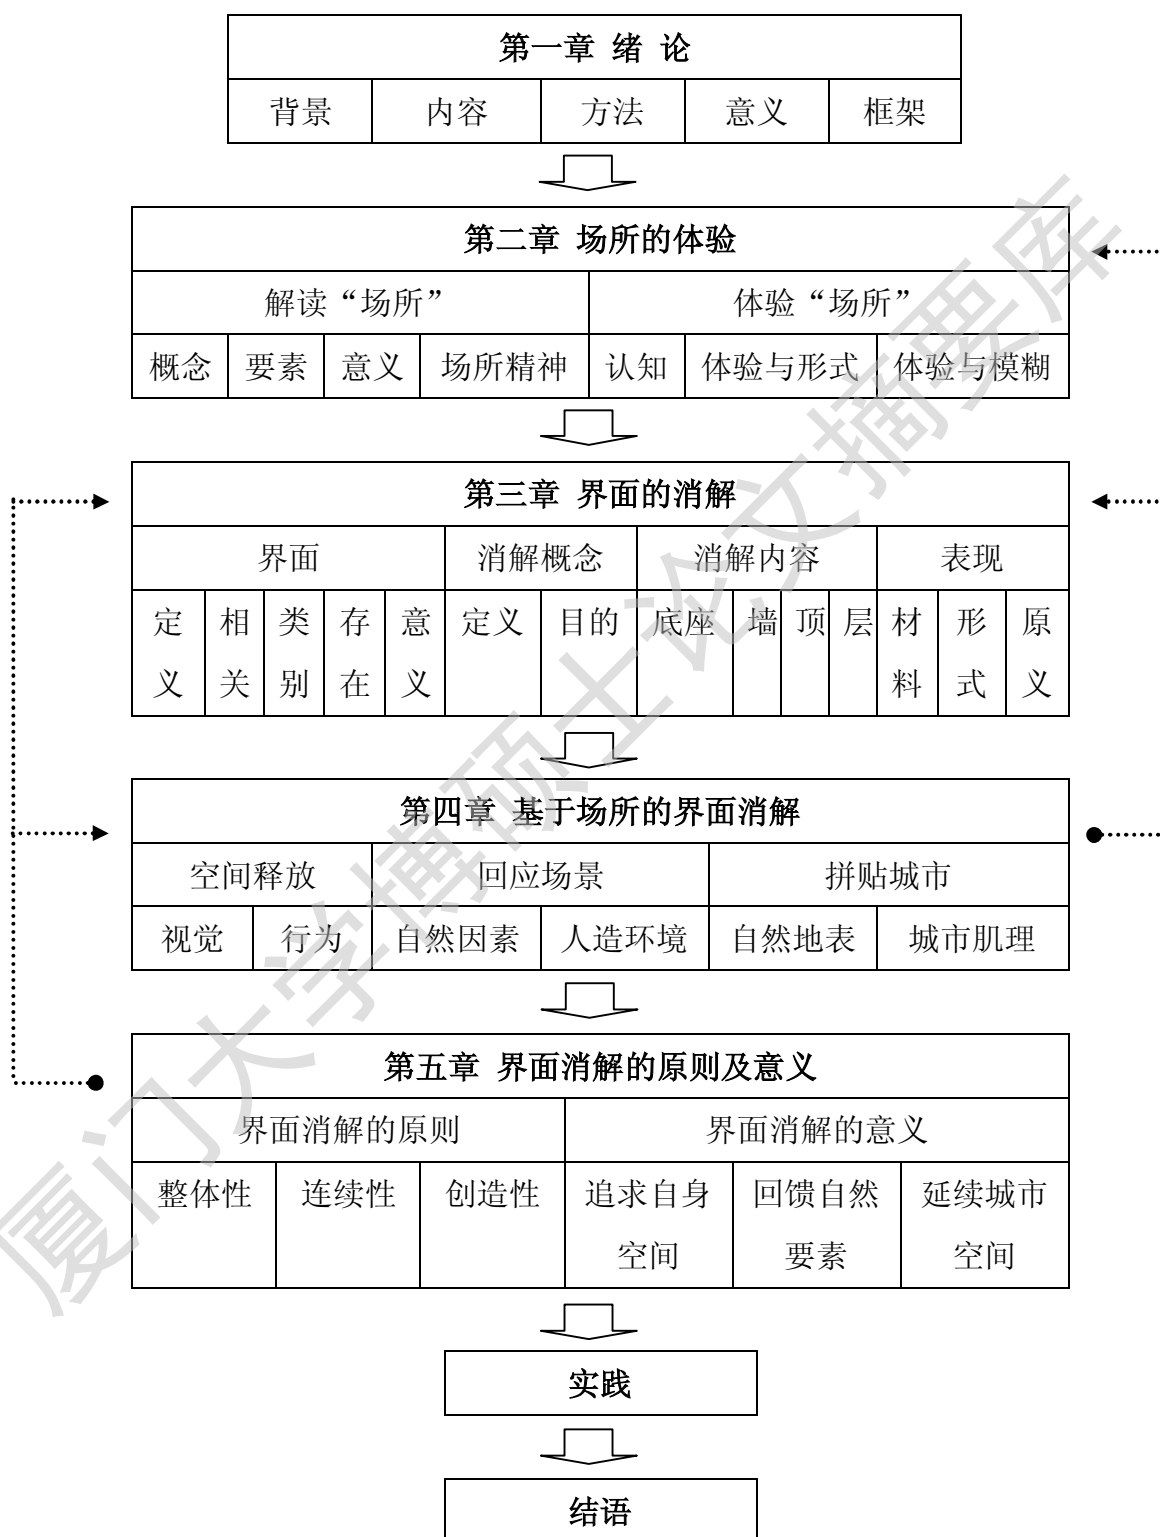 第一章 绪 论
背景 内容 方法 意义 框架
第二章 场所的体验
解读“场所” 体验“场所”
概念 要素 意义 场所精神 认知 体验与形式 体验与模糊
第三章 界面的消解
界面 消解概念 消解内容 表现
定义 相关 类别 存在 意义 定义 目的 底座 墙 顶 层 材料 形式 原义
第四章 基于场所的界面消解
空间释放 回应场景 拼贴城市
视觉 行为 自然因素 人造环境 自然地表 城市肌理
第五章 界面消解的原则及意义
界面消解的原则 界面消解的意义
整体性 连续性 创造性 追求自身 回馈自然 延续城市
空间 要素 空间
实践
结语
厦门大学博硕士论文摘要库